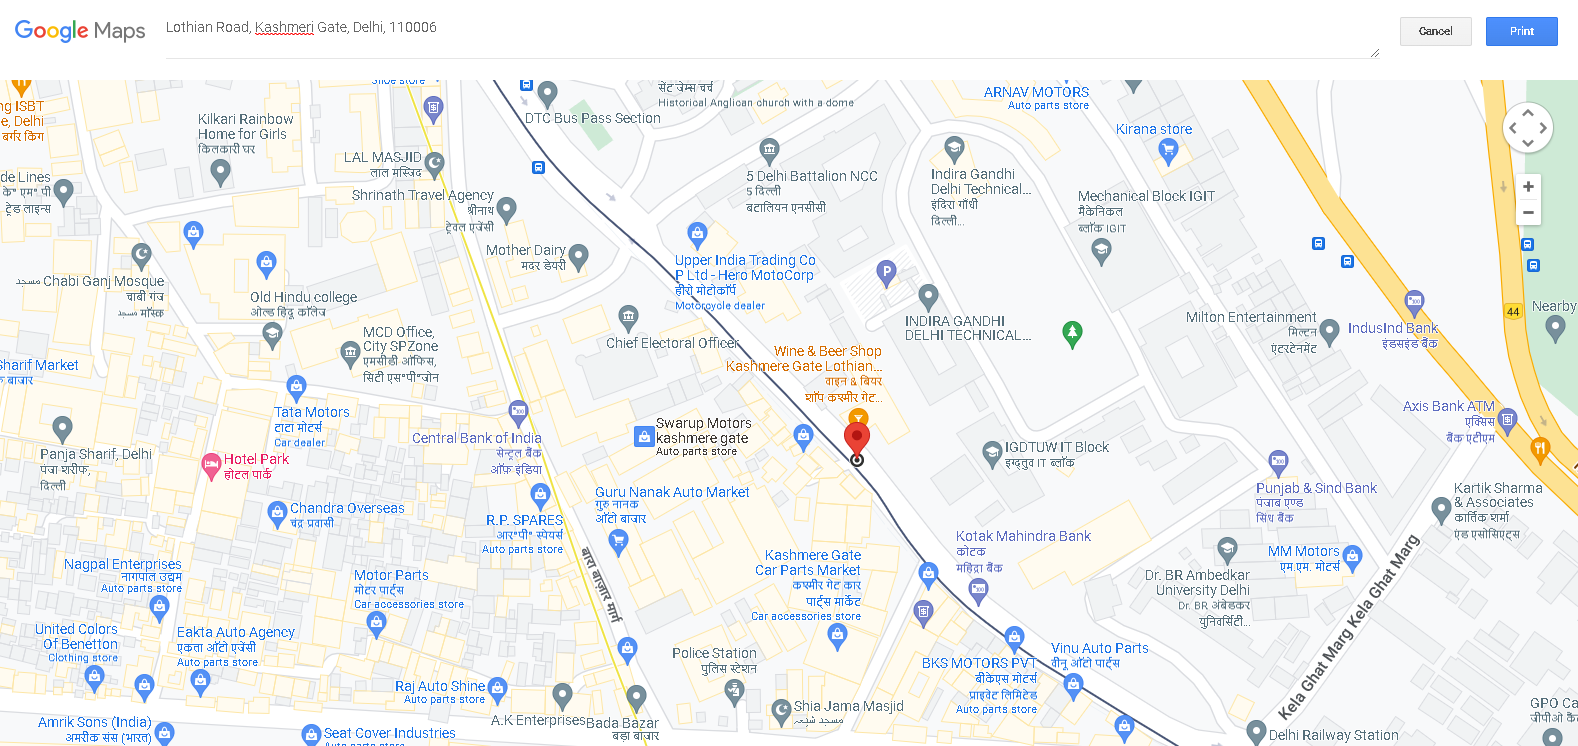 Google Maps
Lothian Road, Kashmeri Gate, Delhi, 110006
Cancel
Print
Shoe store
ng ISBT
e, Delhi
बर्गर किंग
Kilkari Rainbow
Home for Girls
किलकारी घर
DTC Bus Pass Section
सेंट जेम्स चर्च
Historical Anglican church with a dome
ARNAV MOTORS
Auto parts store
Kirana store
LAL MASJID
लाल मस्जिद
de Lines
के° एम° पी
ट्रेड लाइन्स
Shrinath Travel Agency
श्रीनाथ
ट्रेवल एजेंसी
5 Delhi Battalion NCC
5 दिल्ली
बटालियन एनसीसी
Indira Gandhi
Delhi Technical...
इंदिरा गाँधी
दिल्ली...
Mechanical Block IGIT
मैकेनिकल
ब्लॉक IGIT
Mother Dairy
मदर डेयरी
Upper India Trading Co
P Ltd - Hero MotoCorp
हीरो मोटोकॉर्प
Motorcycle dealer
Chabi Ganj Mosque مسجد
चाबी गंज
मॉस्क مسجد
Old Hindu college
ओल्ड हिंदू कॉलेज
MCD Office,
City SPZone
एमसीडी ऑफिस,
सिटी एस°पी°जोन
Chief Electoral Officer
INDIRA GANDHI
DELHI TECHNICAL...
Milton Entertainment
मिल्टन
एंटरटेनमेंट
IndusInd Bank
इंडसइंड बैंक
44
Nearby
Sharif Market
फ बाजार
Wine & Beer Shop
Kashmere Gate Lothian...
वाइन & बियर
शॉप कश्मीर गेट...
Tata Motors
टाटा मोटर्स
Car dealer
Central Bank of India
सेन्ट्रल बैंक
ऑफ़ इंडिया
Swarup Motors
kashmere gate
Auto parts store
Axis Bank ATM
एक्सिस
बैंक एटीएम
Panja Sharif, Delhi
पंजा शरीफ,
दिल्ली
Hotel Park
होटल पार्क
IGDTUW IT Block
इग्द्तुव IT ब्लॉक
Punjab & Sind Bank
पंजाब एण्ड
सिंध बैंक
Kartik Sharma
& Associates
कार्तिक शर्मा
एंड एसोसिएट्स
Guru Nanak Auto Market
गुरु नानक
ऑटो बाजार
Chandra Overseas
चंद्र प्रवासी
R.P. SPARES
आर°पी° स्पेयर्स
Auto parts store
बारा बाज़ार मार्ग
Kotak Mahindra Bank
कोटक
महिंद्रा बैंक
Kashmere Gate
Car Parts Market
कश्मीर गेट कार
पार्ट्स मार्केट
Car accessories store
MM Motors
एम.एम. मोटर्स
Dr. BR Ambedkar
University Delhi
Dr. BR अंबेडकर
यूनिवर्सिटी...
Kela Ghat Marg Kela Ghat Marg
Nagpal Enterprises
नागपाल उद्यम
Auto parts store
Motor Parts
मोटर पार्ट्स
Car accessories store
United Colors
Of Benetton
Clothing store
Eakta Auto Agency
एकता ऑटो एजेंसी
Auto parts store
Police Station
पुलिस स्टेशन
Vinu Auto Parts
वीनू ऑटो पार्ट्स
BKS MOTORS PVT
बीकेएस मोटर्स
प्राइवेट लिमिटेड
Auto parts store
Raj Auto Shine
Auto parts store
A.K Enterprises
Bada Bazar
बड़ा बाजार
Shia Jama Masjid
مسجد شیعہ
Amrik Sons (India)
अमरीक संस (भारत)
Seat Cover Industries
Auto parts store
Delhi Railway Station
GPO Ca
जीपीओ कै